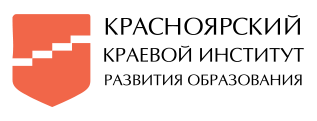 КРАСНОЯРСКИЙ
КРАЕВОЙ ИНСТИТУТ
РАЗВИТИЯ ОБРАЗОВАНИЯ